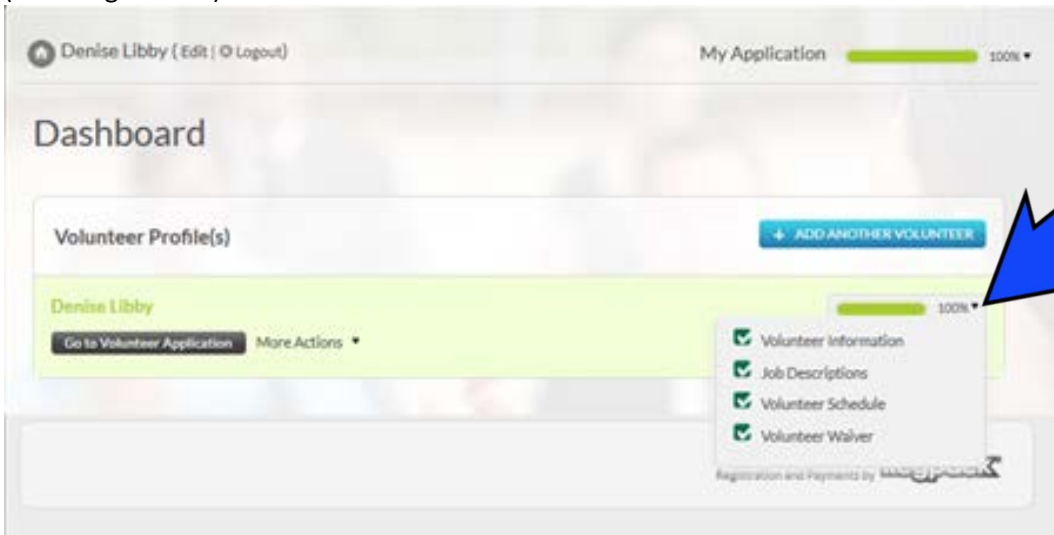 Denise Libby ( Edit | Logout)
My Application 100%
Dashboard
Volunteer Profile(s)
+ ADD ANOTHER VOLUNTEER
Denise Libby
100%
Go to Volunteer Application More Actions
Volunteer Information
Job Descriptions
Volunteer Schedule
Volunteer Waiver
Registration and Payments by